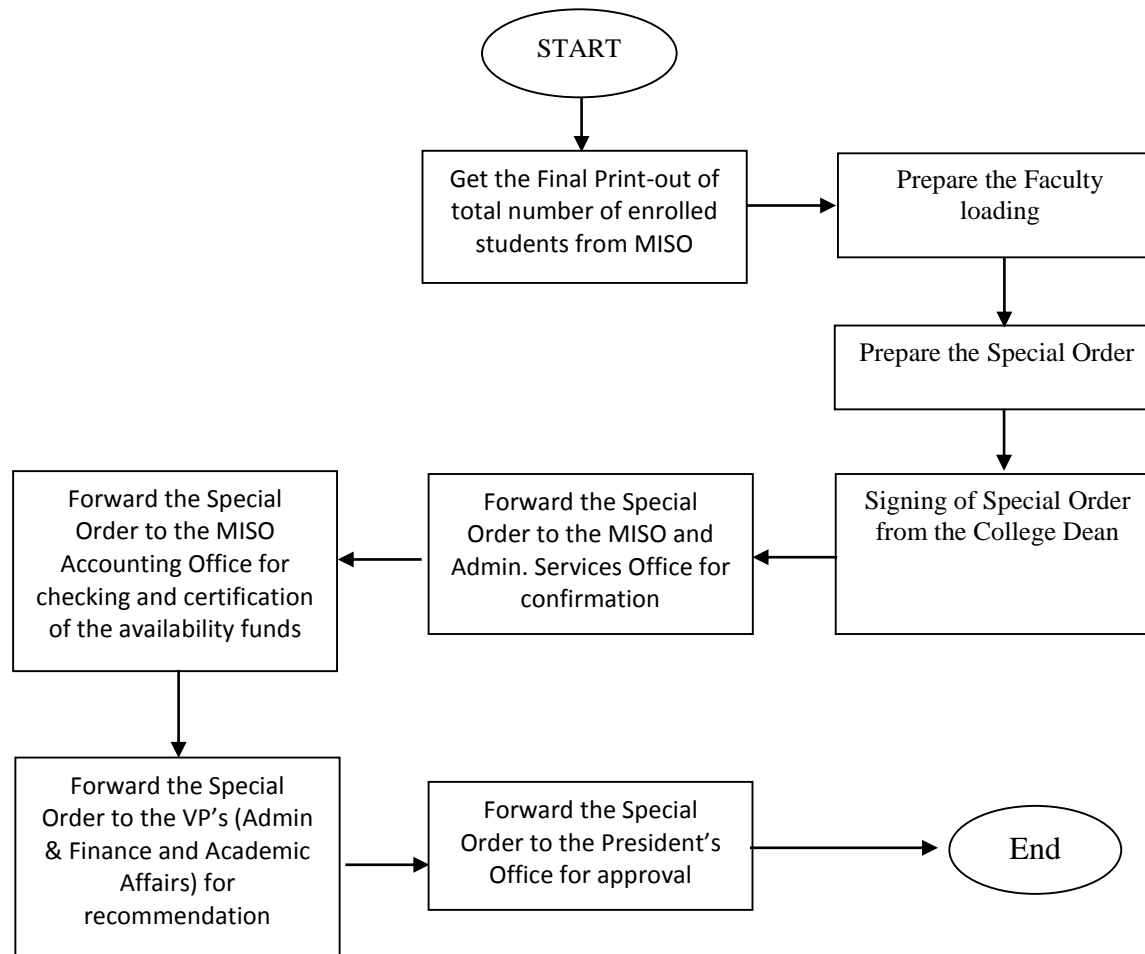 START
Get the Final Print-out of
total number of enrolled
students from MISO
Prepare the Faculty
loading
Prepare the Special Order
Signing of Special Order
from the College Dean
Forward the Special
Order to the MISO and
Admin. Services Office for
confirmation
Forward the Special
Order to the MISO
Accounting Office for
checking and certification
of the availability funds
Forward the Special
Order to the VP’s (Admin
& Finance and Academic
Affairs) for
recommendation
Forward the Special
Order to the President’s
Office for approval
End